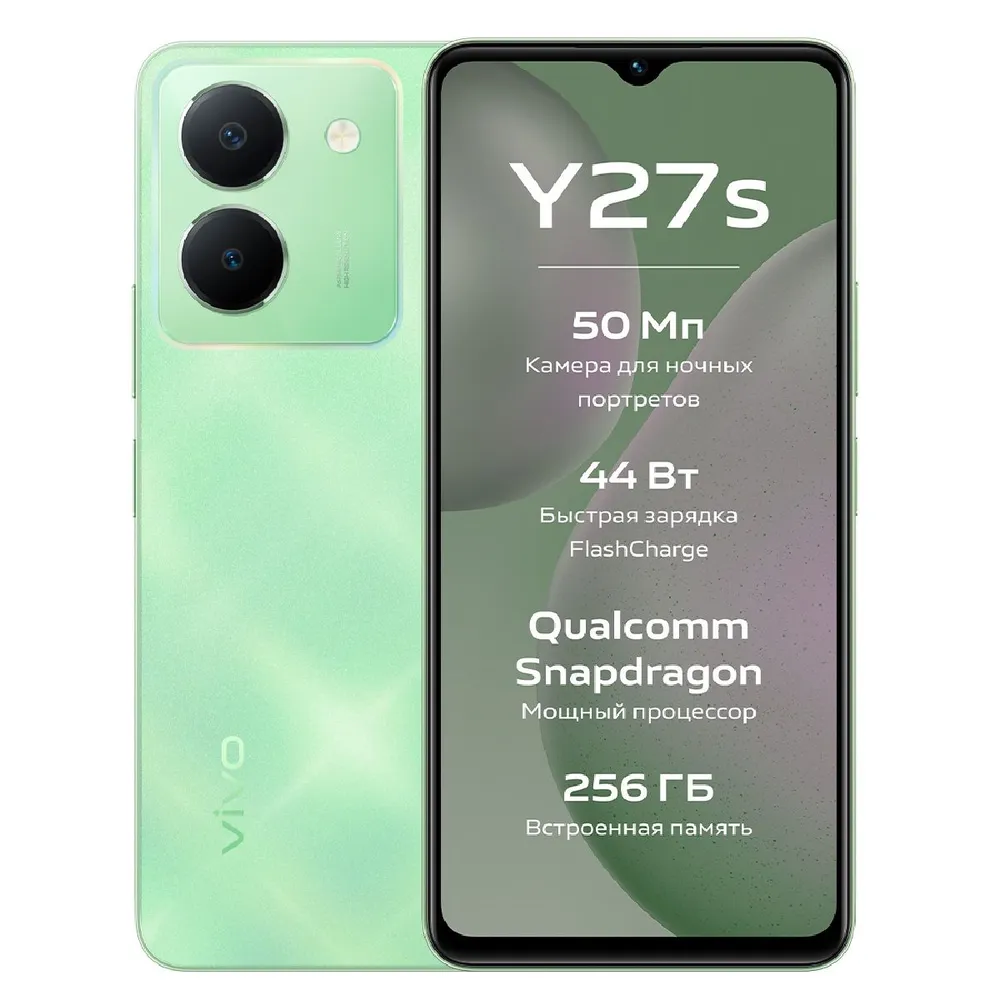 Y27s
50 Мп
Камера для ночных
портретов
44 Вт
Быстрая зарядка
FlashCharge
Qualcomm
Snapdragon
Мощный процессор
256 ГБ
Встроенная память
vivo